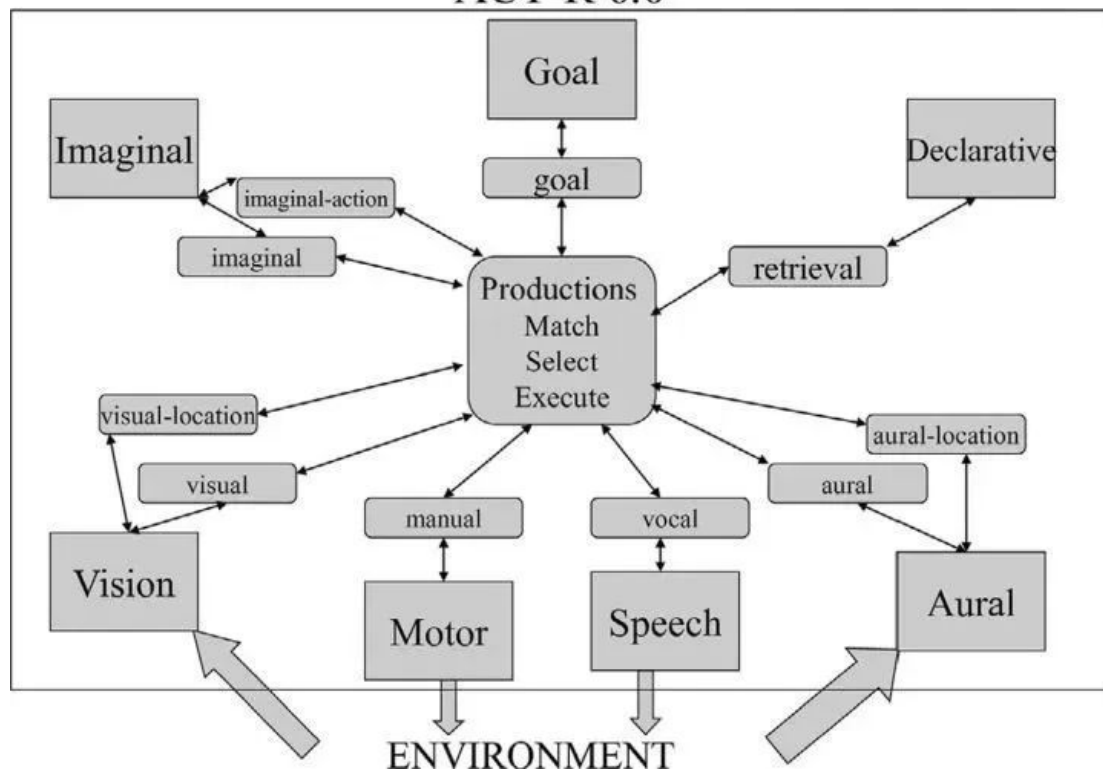 Goal
Imaginal
Declarative
goal
imaginal-action
imaginal
retrieval
Productions
Match
Select
Execute
visual-location
aural-location
visual
aural
manual
vocal
Vision
Motor
Speech
Aural
ENVIRONMENT